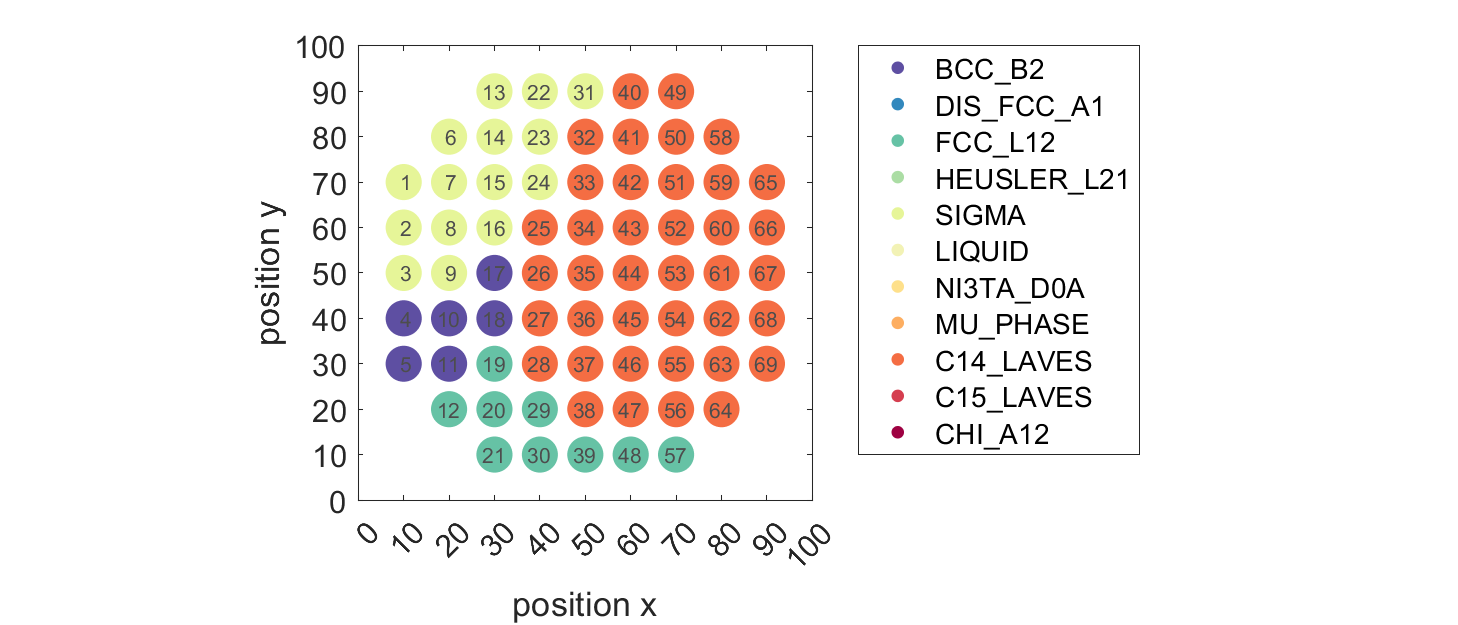 100
90
80
70
60
50
40
30
20
10
0
position y
13 22 31 40 49
6 14 23 32 41 50 58
1 7 15 24 33 42 51 59 65
2 8 16 25 34 43 52 60 66
3 9 17 26 35 44 53 61 67
4 10 18 27 36 45 54 62 68
5 11 19 28 37 46 55 63 69
12 20 29 38 47 56 64
21 30 39 48 57
0 10 20 30 40 50 60 70 80 90 100
position x
BCC_B2
DIS_FCC_A1
FCC_L12
HEUSLER_L21
SIGMA
LIQUID
NI3TA_D0A
MU_PHASE
C14_LAVES
C15_LAVES
CHI_A12